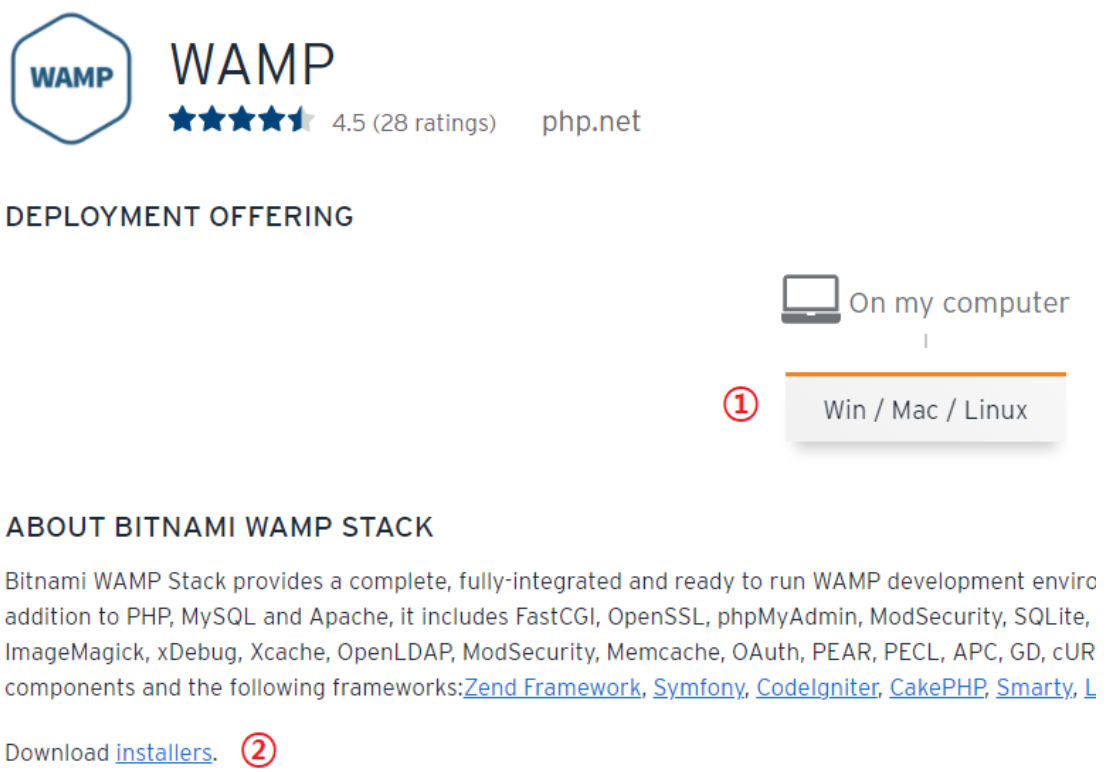 WAMP
WAMP
4.5 (28 ratings) php.net
DEPLOYMENT OFFERING
On my computer
① Win / Mac / Linux
ABOUT BITNAMI WAMP STACK
Bitnami WAMP Stack provides a complete, fully-integrated and ready to run WAMP development enviro
addition to PHP, MySQL and Apache, it includes FastCGI, OpenSSL, phpMyAdmin, ModSecurity, SQLite,
ImageMagick, xDebug, Xcache, OpenLDAP, ModSecurity, Memcache, OAuth, PEAR, PECL, APC, GD, cUR
components and the following frameworks:Zend Framework, Symfony, CodeIgniter, CakePHP, Smarty, L
Download installers. ②